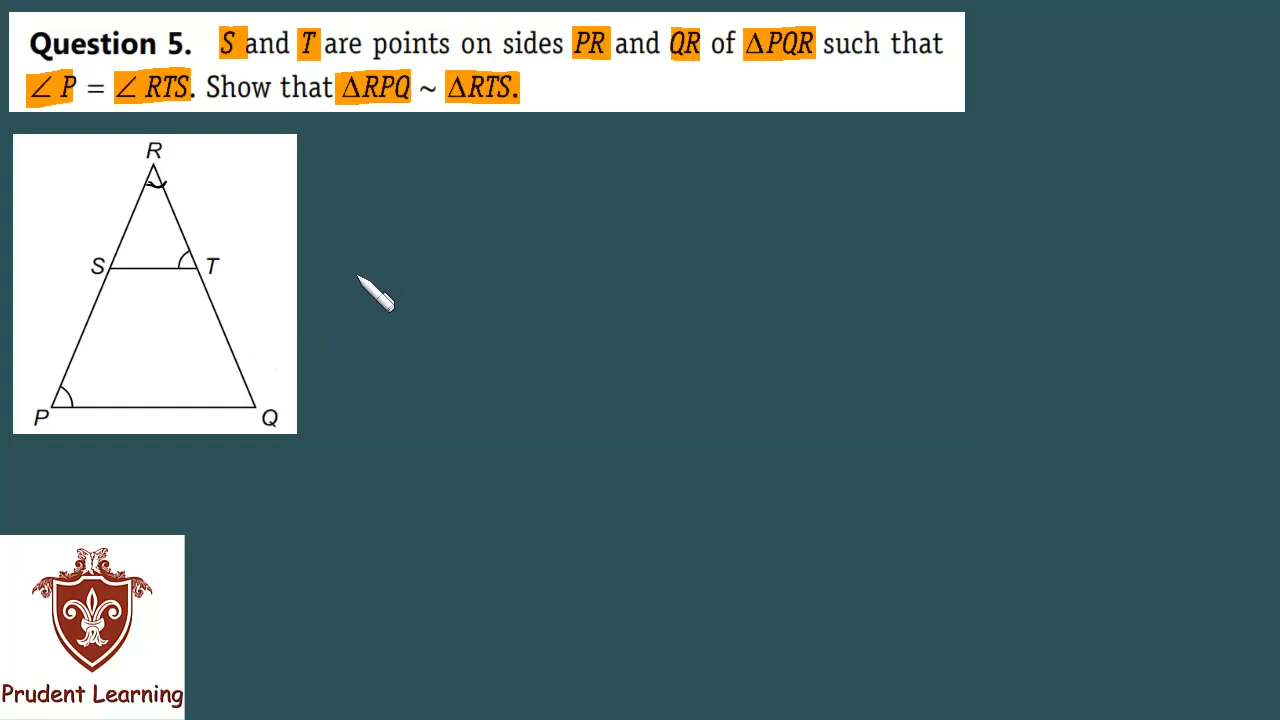 Question 5. S and T are points on sides PR and QR of ΔPQR such that
∠ P = ∠ RTS. Show that ΔRPQ ~ ΔRTS.
R
S T
P Q
Prudent Learning